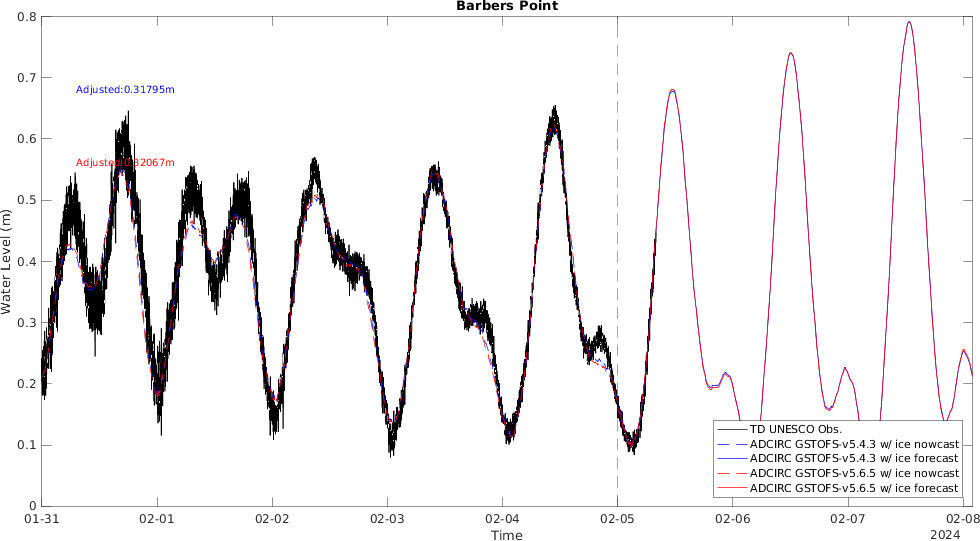 Barbers Point
0.8
0.7
0.6
0.5
0.4
0.3
0.2
0.1
0
Water Level (m)
Adjusted:0.31795m
Adjusted:0.32067m
01-31
02-01
02-02
02-03
02-04
02-05
02-06
02-07
02-08
2024
Time
TD UNESCO Obs.
ADCIRC GSTOFS-v5.4.3 w/ ice nowcast
ADCIRC GSTOFS-v5.4.3 w/ ice forecast
ADCIRC GSTOFS-v5.6.5 w/ ice nowcast
ADCIRC GSTOFS-v5.6.5 w/ ice forecast